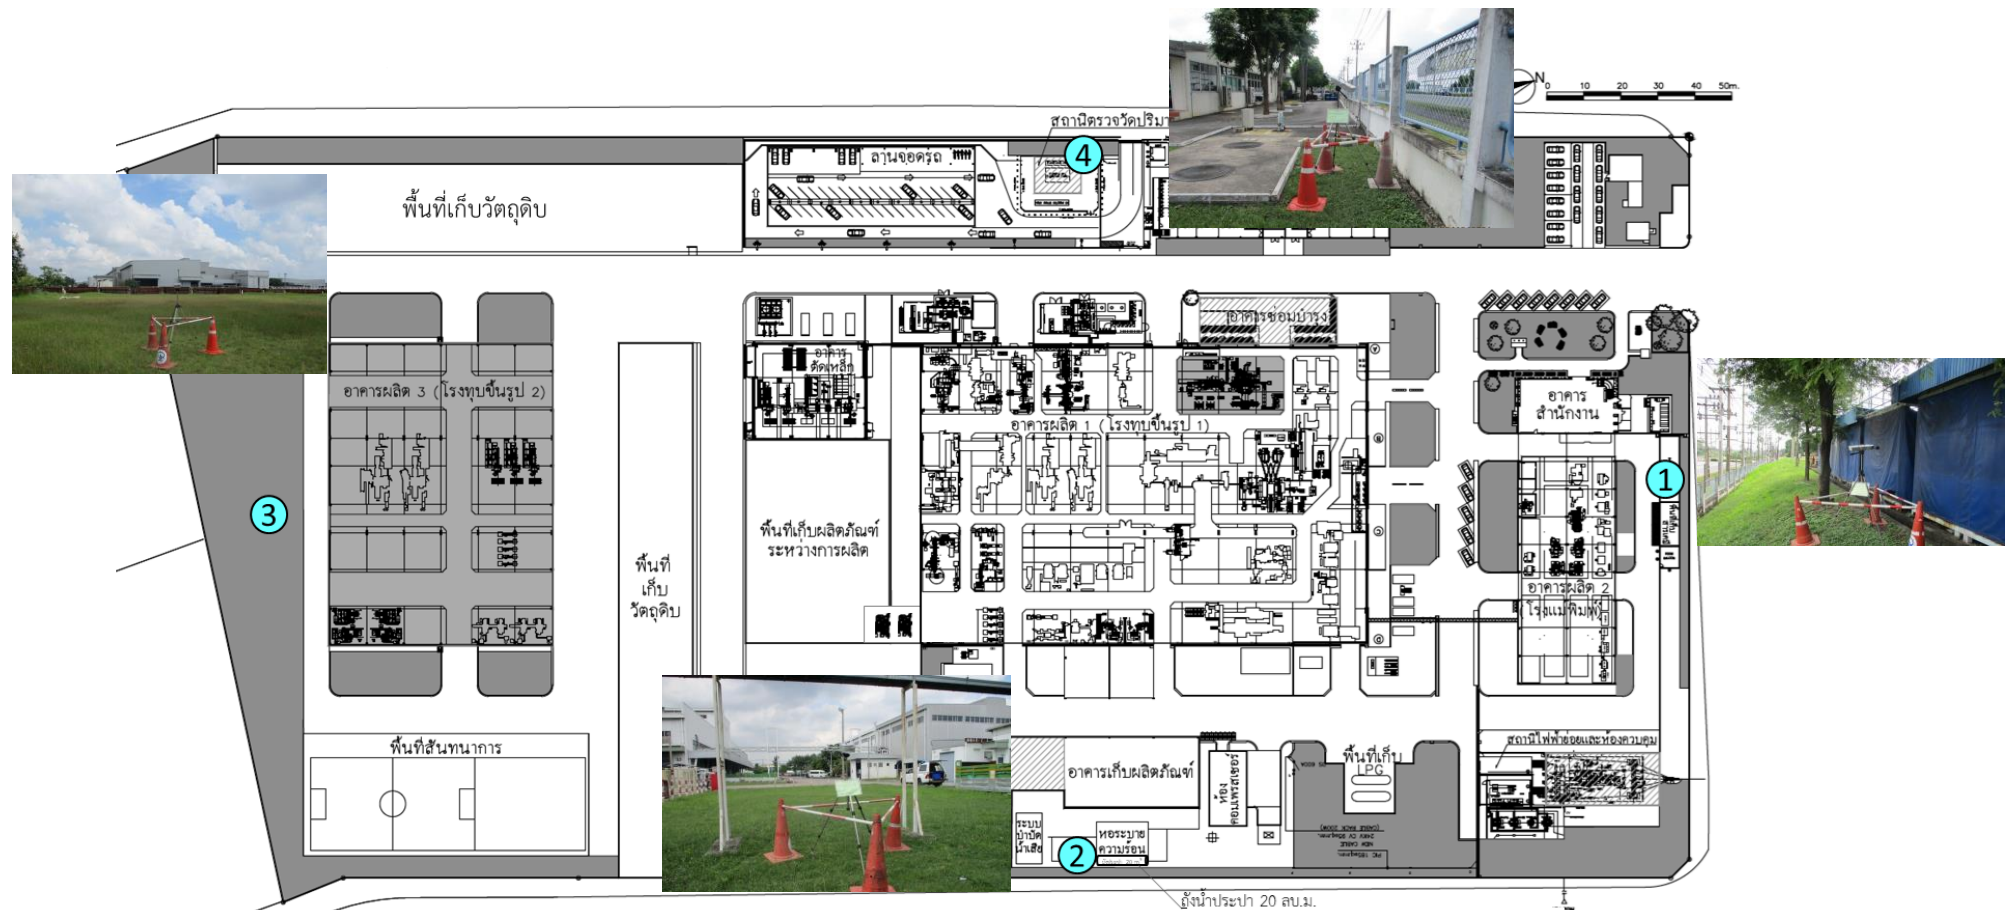 N
0 10 20 30 40 50m.
สถานีตรวจวัดปริมา
4
ลานจอดรถ
พื้นที่เก็บวัตถุดิบ
อาคารซ่อมบำรุง
อาคาร
ตัดเหล็ก
อาคารผลิต 3 (โรงทุบขึ้นรูป 2)
อาคารผลิต 1 (โรงทุบขึ้นรูป 1)
อาคาร
สำนักงาน
1
3
พื้นที่เก็บผลิตภัณฑ์
ระหว่างการผลิต
พื้นที่
เก็บ
วัตถุดิบ
อาคารผลิต 2
(โรงแม่พิมพ์)
พื้นที่สันทนาการ
สถานีไฟฟ้าย่อยและห้องควบคุม
อาคารเก็บผลิตภัณฑ์
ห้อง
คอมเพรสเซอร์
พื้นที่เก็บ
LPG
ระบบ
บำบัด
น้ำเสีย
หอระบาย
ความร้อน
2
ถังน้ำประปา 20 ลบ.ม.